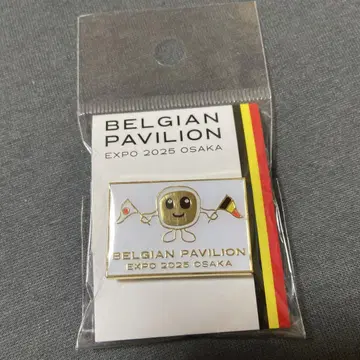 BELGIAN
PAVILION
EXPO 2025 OSAKA
BELGIAN PAVILION
EXPO 2025 OSAKA